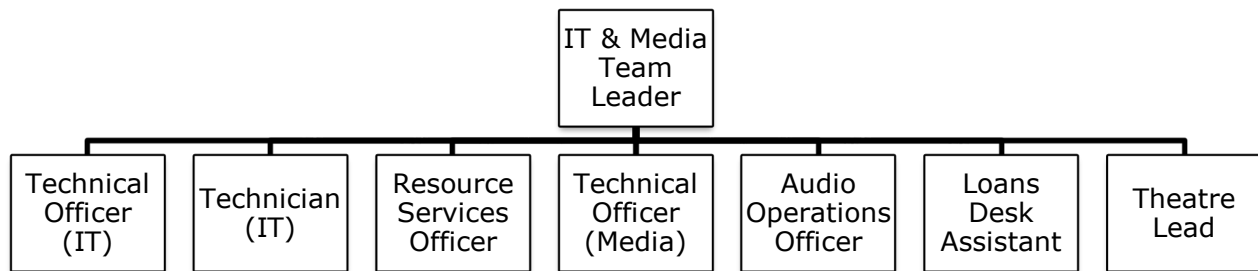 IT & Media
Team
Leader
Technical
Officer
(IT)
Technician
(IT)
Resource
Services
Officer
Technical
Officer
(Media)
Audio
Operations
Officer
Loans
Desk
Assistant
Theatre
Lead